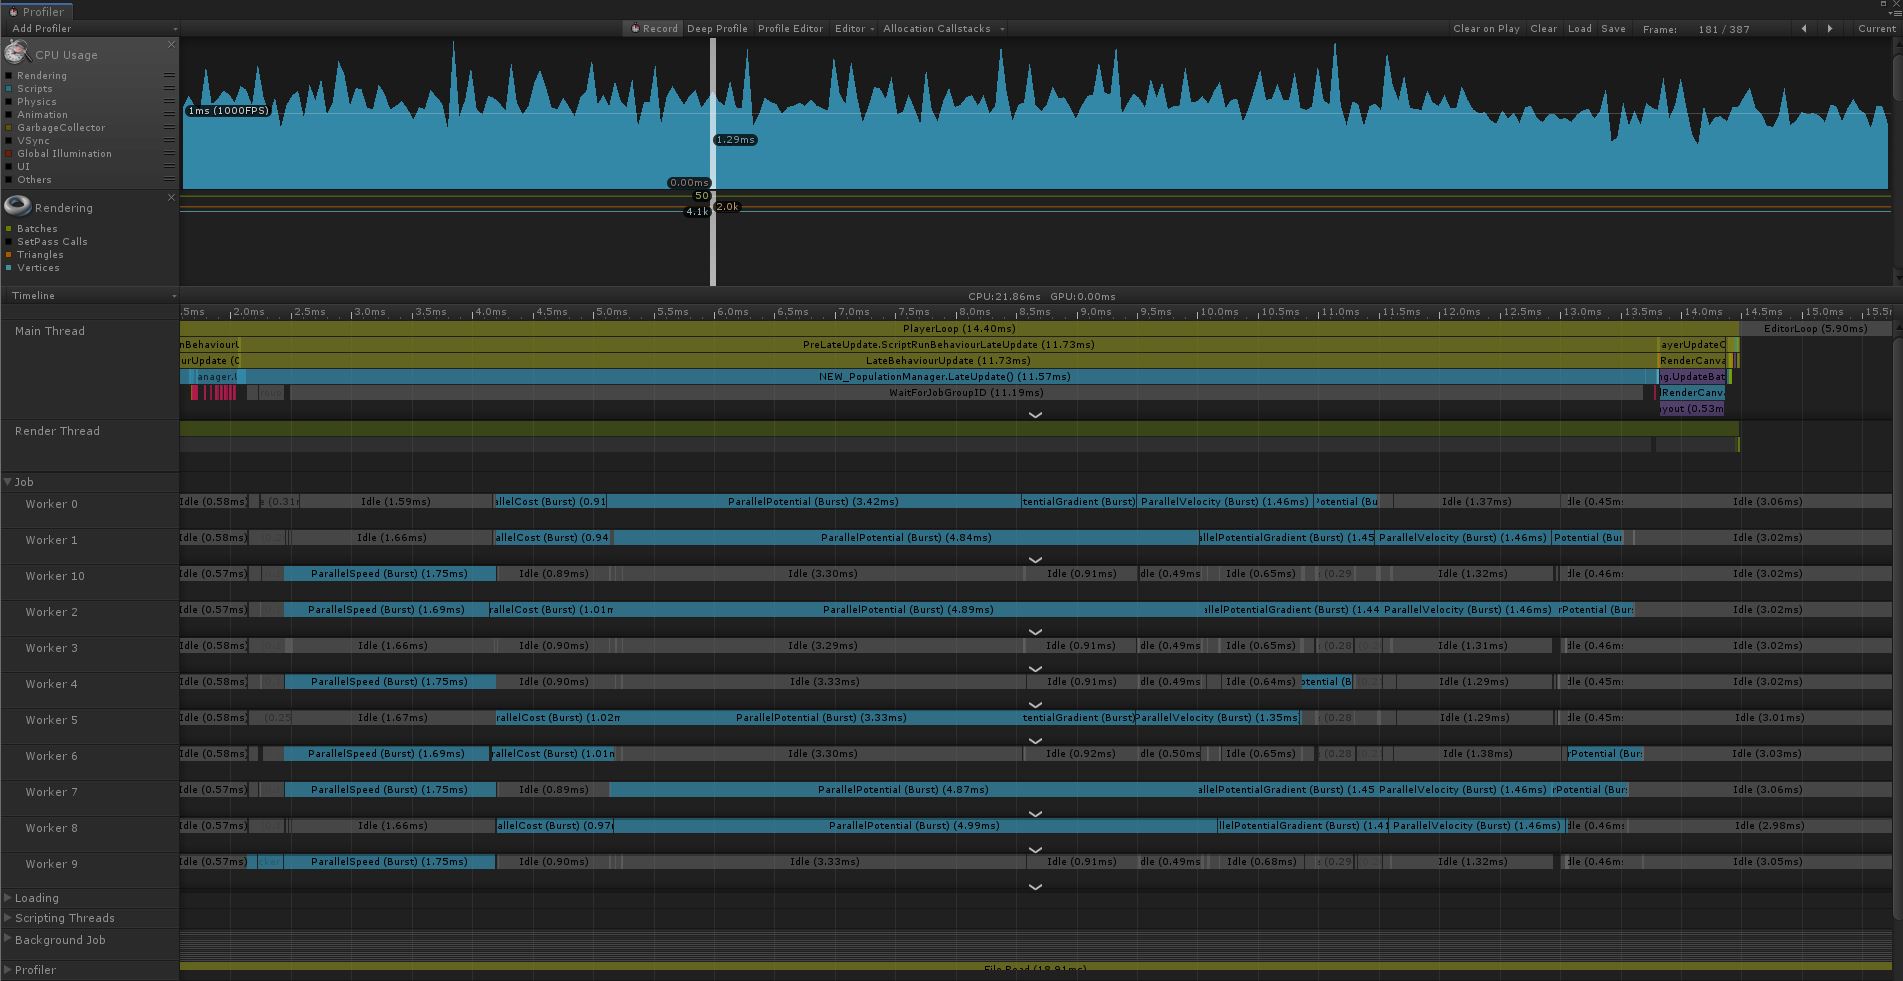 Profiler
Add Profiler Record Deep Profile Profile Editor Editor Allocation Callstacks Clear on Play Clear Load Save Frame: 181 / 387 Current
CPU Usage
Rendering
Scripts
Physics
Animation
GarbageCollector
VSync
Global Illumination
UI
Others
1ms (1000FPS)
1.29ms
0.00ms
Rendering
Batches
SetPass Calls
Triangles
Vertices
50
2.0k
4.1k
Timeline CPU:21.86ms GPU:0.00ms
.5ms 2.0ms 2.5ms 3.0ms 3.5ms 4.0ms 4.5ms 5.0ms 5.5ms 6.0ms 6.5ms 7.0ms 7.5ms 8.0ms 8.5ms 9.0ms 9.5ms 10.0ms 10.5ms 11.0ms 11.5ms 12.0ms 12.5ms 13.0ms 13.5ms 14.0ms 14.5ms 15.0ms 15.5
Main Thread
PlayerLoop (14.40ms) EditorLoop (5.90ms)
nBehaviourU PreLateUpdate.ScriptRunBehaviourLateUpdate (11.73ms) ayerUpdateC
urUpdate (0 LateBehaviourUpdate (11.73ms) RenderCanva
anager.U NEW_PopulationManager.LateUpdate() (11.57ms) ng.UpdateBat
WaitForJobGroupID (11.19ms) IRenderCanv
yout (0.53m
Render Thread
Job
Worker 0 Idle (0.58ms) (0.31 Idle (1.59ms) allelCost (Burst) (0.91 ParallelPotential (Burst) (3.42ms) tentialGradient (Burst) ParallelVelocity (Burst) (1.46ms) Potential (Bu Idle (1.37ms) dle (0.45ms Idle (3.06ms)
Worker 1 Idle (0.58ms) Idle (1.66ms) allelCost (Burst) (0.94 ParallelPotential (Burst) (4.84ms) allelPotentialGradient (Burst) (1.45 ParallelVelocity (Burst) (1.46ms) Potential (Bur Idle (3.02ms)
Worker 10 Idle (0.57ms) ParallelSpeed (Burst) (1.75ms) Idle (0.89ms) Idle (3.30ms) Idle (0.91ms) dle (0.49ms Idle (0.65ms) (0.29 Idle (1.32ms) dle (0.46ms Idle (3.02ms)
Worker 2 Idle (0.57ms) ParallelSpeed (Burst) (1.69ms) rallelCost (Burst) (1.01m ParallelPotential (Burst) (4.89ms) allelPotentialGradient (Burst) (1.44 ParallelVelocity (Burst) (1.46ms) rPotential (Bur Idle (3.02ms)
Worker 3 Idle (0.58ms) Idle (1.66ms) Idle (0.90ms) Idle (3.29ms) Idle (0.91ms) dle (0.49ms Idle (0.65ms) (0.28 Idle (1.31ms) dle (0.46ms Idle (3.02ms)
Worker 4 Idle (0.58ms) ParallelSpeed (Burst) (1.75ms) Idle (0.90ms) Idle (3.33ms) Idle (0.91ms) dle (0.49ms Idle (0.64ms) otential (B Idle (1.29ms) dle (0.45ms Idle (3.02ms)
Worker 5 Idle (0.58ms) (0.25 Idle (1.67ms) rallelCost (Burst) (1.02m ParallelPotential (Burst) (3.33ms) tentialGradient (Burst) ParallelVelocity (Burst) (1.35ms) (0.28 Idle (1.29ms) dle (0.45ms Idle (3.01ms)
Worker 6 Idle (0.58ms) ParallelSpeed (Burst) (1.69ms) rallelCost (Burst) (1.01m Idle (3.30ms) Idle (0.92ms) dle (0.50ms Idle (0.65ms) (0.28 Idle (1.38ms) rPotential (Bur Idle (3.03ms)
Worker 7 Idle (0.57ms) ParallelSpeed (Burst) (1.75ms) Idle (0.89ms) ParallelPotential (Burst) (4.87ms) allelPotentialGradient (Burst) (1.45 ParallelVelocity (Burst) (1.46ms) rPotential (Bur Idle (3.06ms)
Worker 8 Idle (0.57ms) Idle (1.66ms) allelCost (Burst) (0.97 ParallelPotential (Burst) (4.99ms) llelPotentialGradient (Burst) (1.41 ParallelVelocity (Burst) (1.46ms) dle (0.46ms Idle (2.98ms)
Worker 9 Idle (0.57ms) ParallelSpeed (Burst) (1.75ms) Idle (0.90ms) Idle (3.33ms) Idle (0.91ms) dle (0.49ms Idle (0.68ms) (0.29 Idle (1.32ms) dle (0.46ms Idle (3.05ms)
Loading
Scripting Threads
Background Job
Profiler File Read (18.91ms)